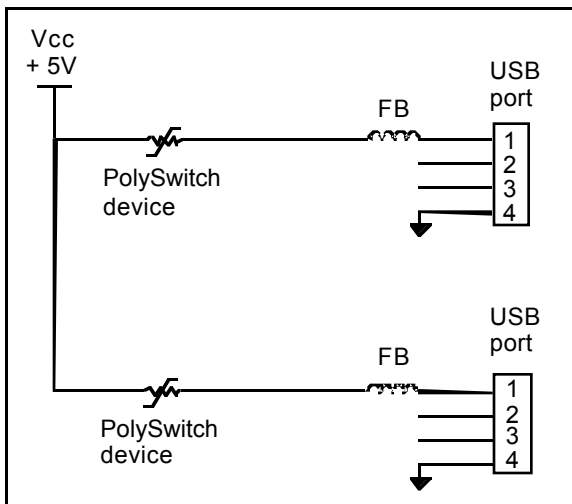 Vcc
+ 5V
USB
port
FB
1
2
3
4
PolySwitch
device
USB
port
FB
1
2
3
4
PolySwitch
device